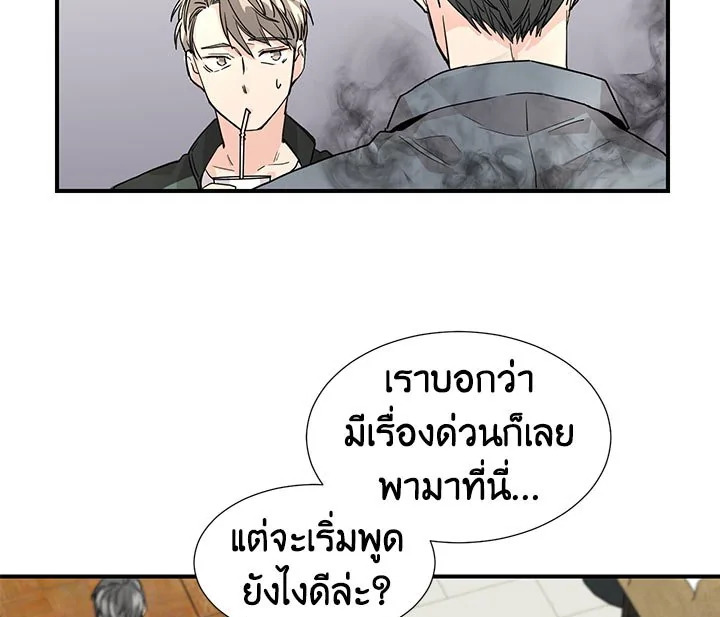 เราบอกว่า
มีเรื่องด่วนก็เลย
พามาที่นี่...
แต่จะเริ่มพูด
ยังไงดีล่ะ?